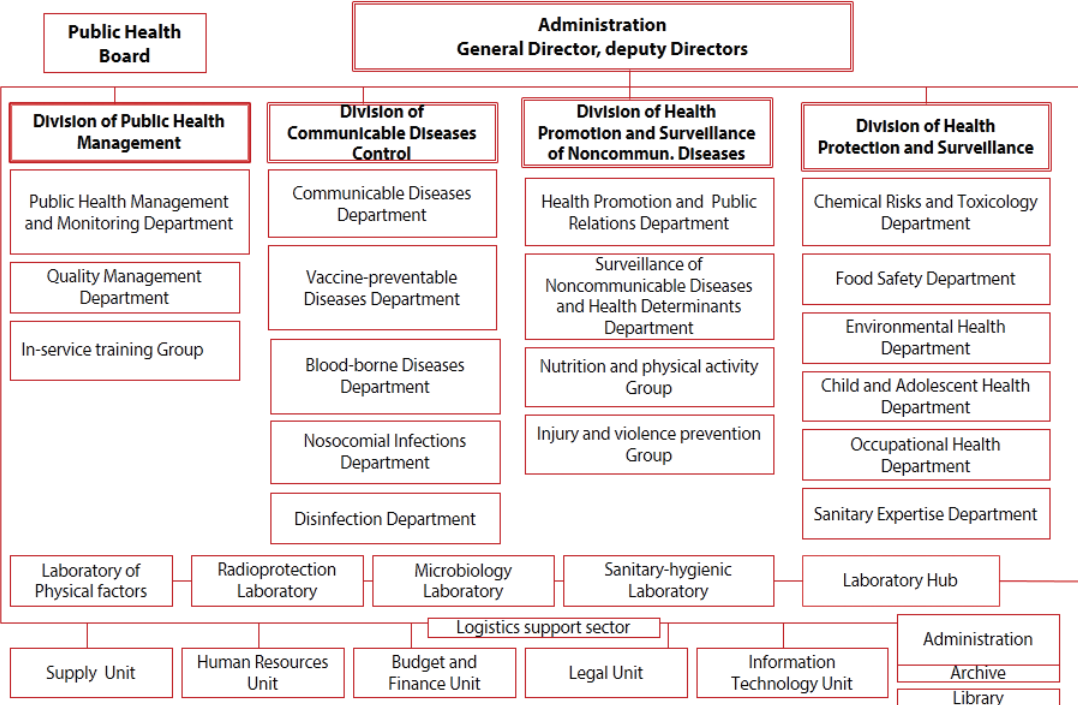 Public Health
Board
Administration
General Director, deputy Directors
Division of Public Health
Management
Public Health Management
and Monitoring Department
Quality Management
Department
In-service training Group
Division of
Communicable Diseases
Control
Communicable Diseases
Department
Vaccine-preventable
Diseases Department
Blood-borne Diseases
Department
Nosocomial Infections
Department
Disinfection Department
Division of Health
Promotion and Surveillance
of Noncommun. Diseases
Health Promotion and Public
Relations Department
Surveillance of
Noncommunicable Diseases
and Health Determinants
Department
Nutrition and physical activity
Group
Injury and violence prevention
Group
Division of Health
Protection and Surveillance
Chemical Risks and Toxicology
Department
Food Safety Department
Environmental Health
Department
Child and Adolescent Health
Department
Occupational Health
Department
Sanitary Expertise Department
Laboratory of
Physical factors
Radioprotection
Laboratory
Microbiology
Laboratory
Sanitary-hygienic
Laboratory
Laboratory Hub
Logistics support sector
Supply Unit
Human Resources
Unit
Budget and
Finance Unit
Legal Unit
Information
Technology Unit
Administration
Archive
Library